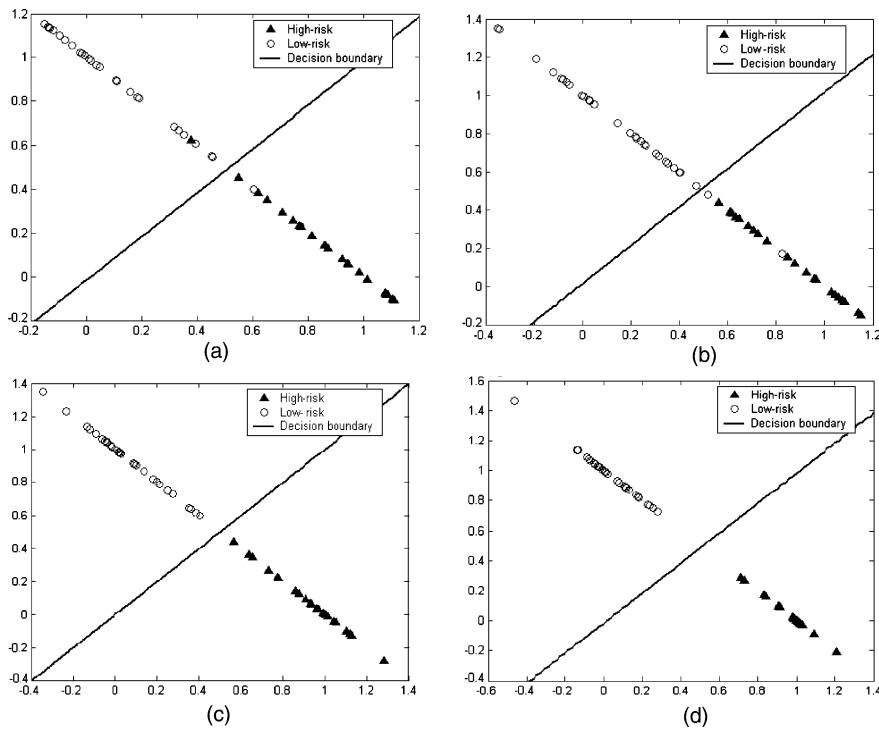 1.2
1
0.8
0.6
0.4
0.2
0
-0.2
-0.2 0 0.2 0.4 0.6 0.8 1 1.2
High-risk
Low-risk
Decision boundary
(a)
1.4
1.2
1
0.8
0.6
0.4
0.2
0
-0.2
-0.4 -0.2 0 0.2 0.4 0.6 0.8 1 1.2
High-risk
Low-risk
Decision boundary
(b)
1.4
1.2
1
0.8
0.6
0.4
0.2
0
-0.2
-0.4
-0.4 -0.2 0 0.2 0.4 0.6 0.8 1 1.2 1.4
High-risk
Low-risk
Decision boundary
(c)
1.6
1.4
1.2
1
0.8
0.6
0.4
0.2
0
-0.2
-0.4
-0.6 -0.4 -0.2 0 0.2 0.4 0.6 0.8 1 1.2 1.4
High-risk
Low-risk
Decision boundary
(d)